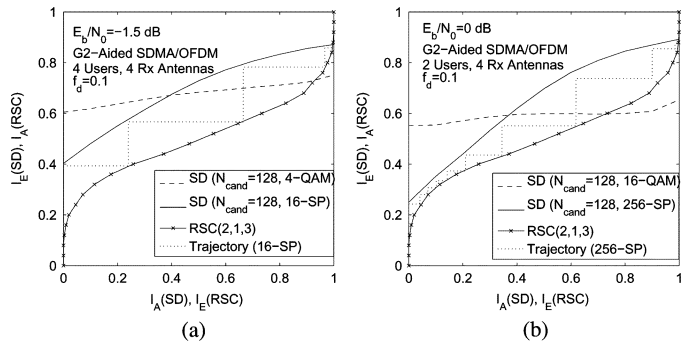 1
0.8
0.6
0.4
0.2
0
I_E(SD), I_A(RSC)
E_b/N_0=−1.5 dB
G2−Aided SDMA/OFDM
4 Users, 4 Rx Antennas
f_d=0.1
SD (N_cand=128, 4−QAM)
SD (N_cand=128, 16−SP)
RSC(2,1,3)
Trajectory (16−SP)
0 0.2 0.4 0.6 0.8 1
I_A(SD), I_E(RSC)
(a)
1
0.8
0.6
0.4
0.2
0
I_E(SD), I_A(RSC)
E_b/N_0=0 dB
G2−Aided SDMA/OFDM
2 Users, 4 Rx Antennas
f_d=0.1
SD (N_cand=128, 16−QAM)
SD (N_cand=128, 256−SP)
RSC(2,1,3)
Trajectory (256−SP)
0 0.2 0.4 0.6 0.8 1
I_A(SD), I_E(RSC)
(b)